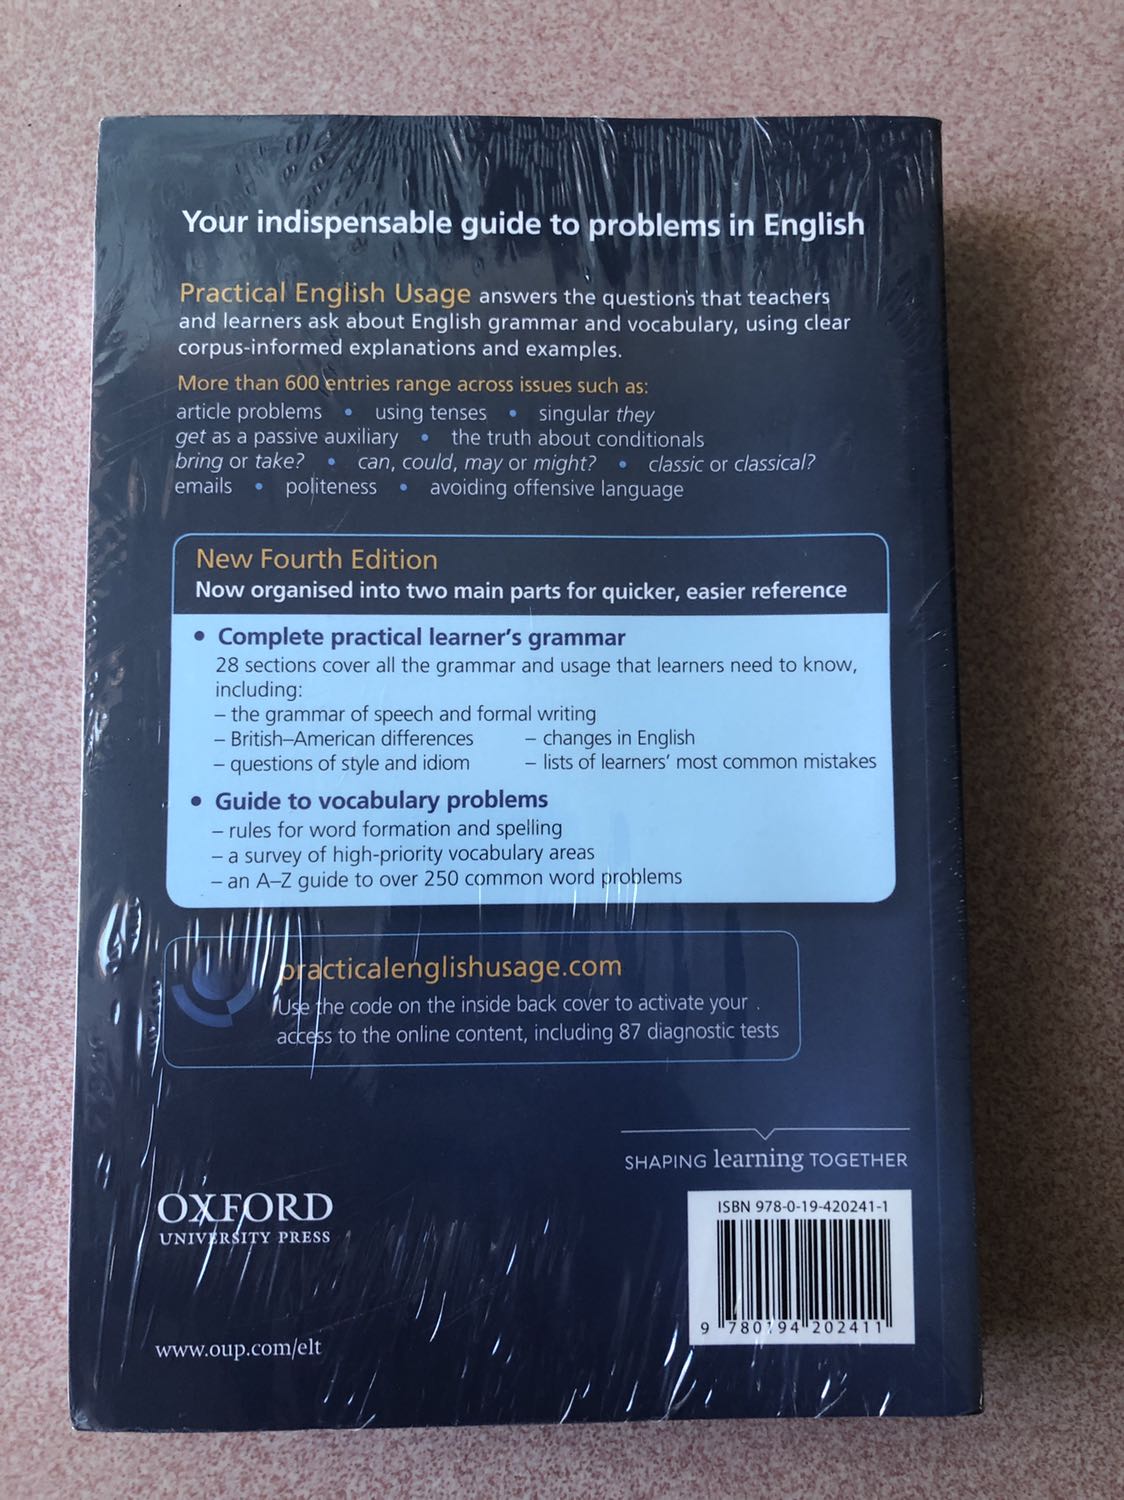 Your indispensable guide to problems in English
Practical English Usage answers the questions that teachers
and learners ask about English grammar and vocabulary, using clear
corpus-informed explanations and examples.
More than 600 entries range across issues such as:
article problems • using tenses • singular they
get as a passive auxiliary • the truth about conditionals
bring or take? • can, could, may or might? • classic or classical?
emails • politeness • avoiding offensive language
New Fourth Edition
Now organised into two main parts for quicker, easier reference
• Complete practical learner's grammar
28 sections cover all the grammar and usage that learners need to know,
including:
– the grammar of speech and formal writing
– British–American differences – changes in English
– questions of style and idiom – lists of learners' most common mistakes
• Guide to vocabulary problems
– rules for word formation and spelling
– a survey of high-priority vocabulary areas
– an A–Z guide to over 250 common word problems
practicalenglishusage.com
Use the code on the inside back cover to activate your
access to the online content, including 87 diagnostic tests
SHAPING learning TOGETHER
OXFORD
UNIVERSITY PRESS
www.oup.com/elt
ISBN 978-0-19-420241-1
9 780194 202411